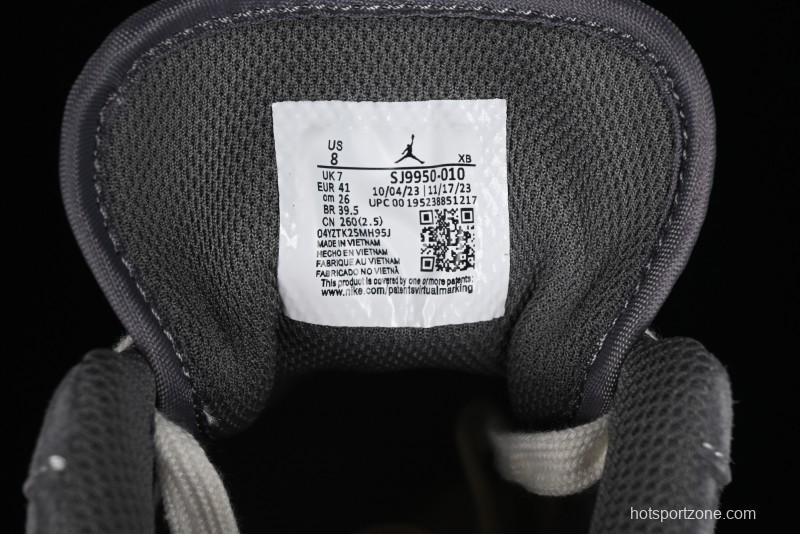 US
8 XB
UK 7 SJ9950-010
EUR 41 10/04/23 | 11/17/23
cm 26 UPC 00 195238851217
BR 39.5
CN 260(2.5)
04YZTK25MH95J
MADE IN VIETNAM
HECHO EN VIETNAM
FABRIQUE AU VIETNAM
FABRICADO NO VIETNÃ
This product is covered by one or more patents:
www.nike.com/patentsvirtualmarking
hotsportzone.com